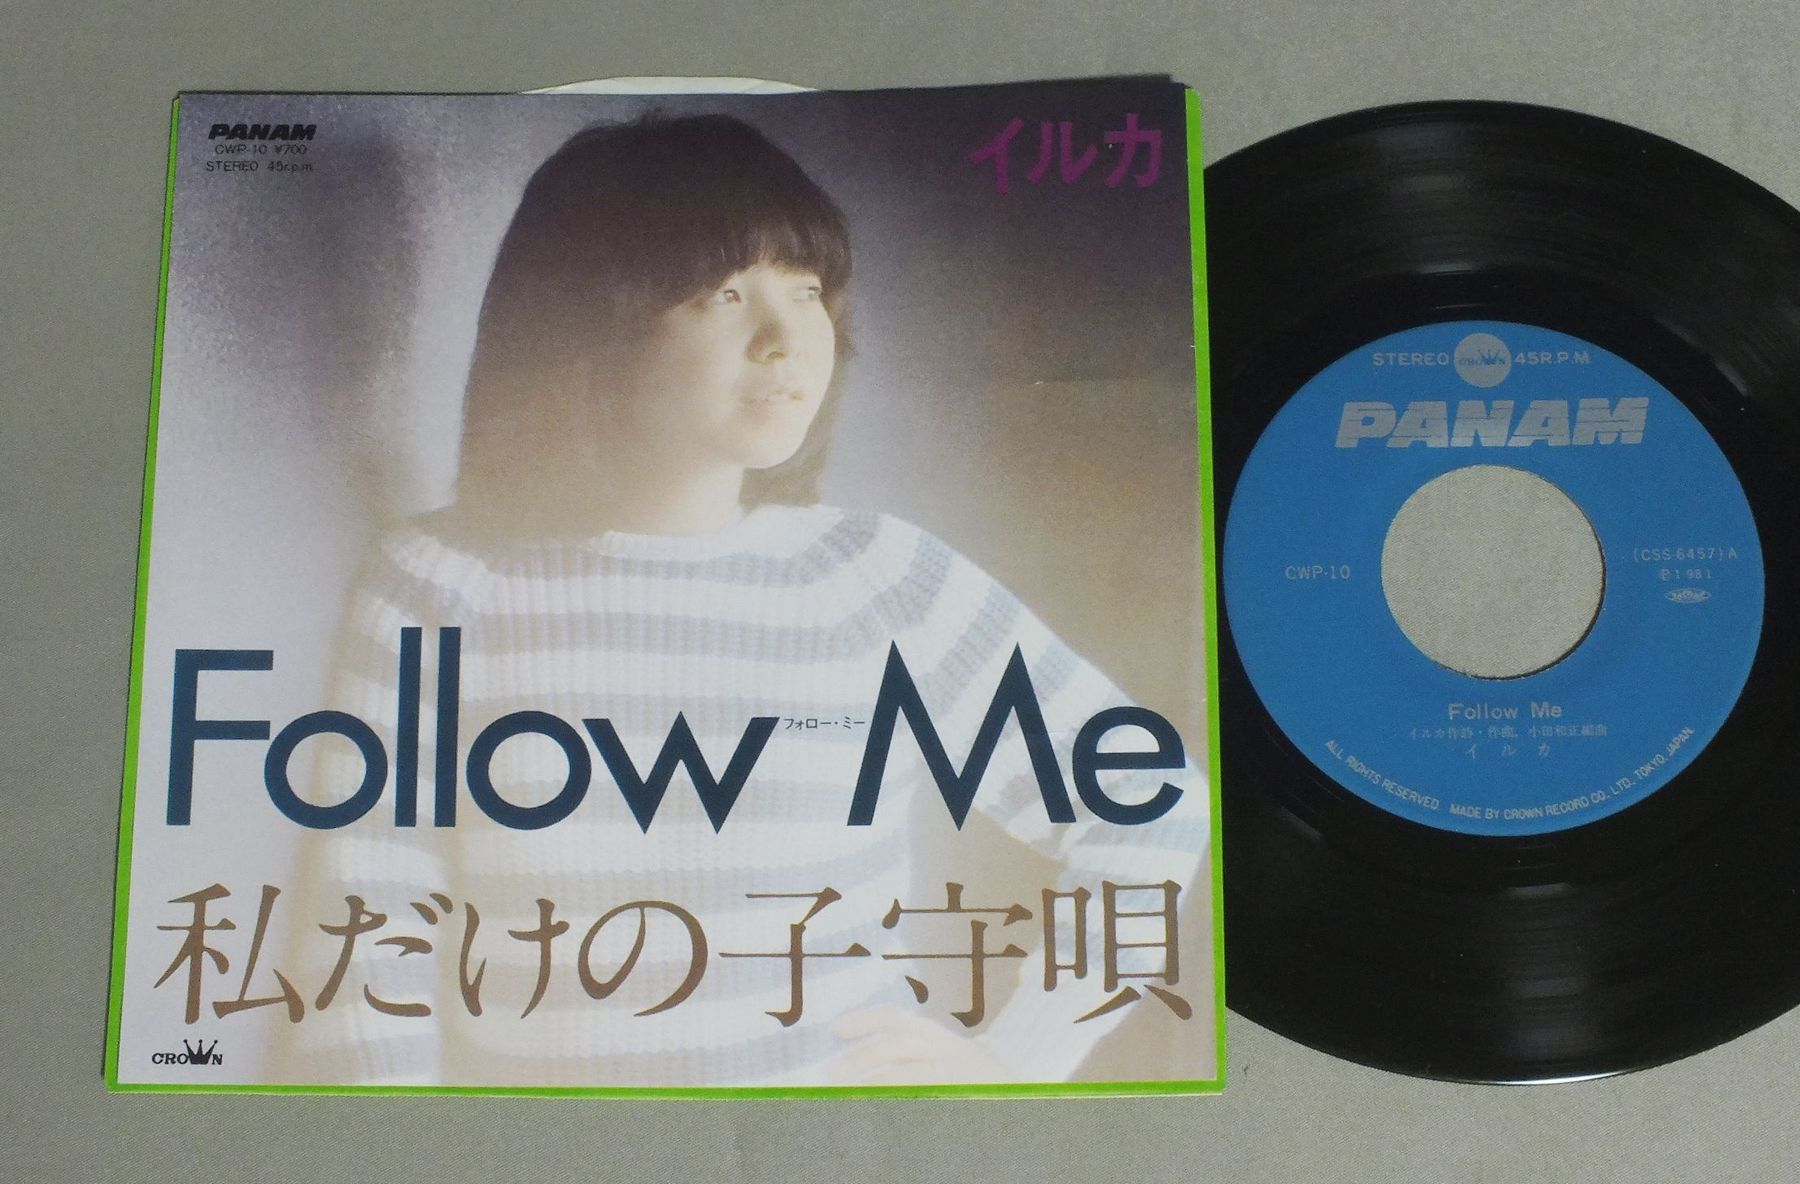 PANAM
CWP-10 ¥700
STEREO 45r.p.m.
イルカ
Follow Me
フォロー・ミー
私だけの子守唄
CROWN
STEREO CROWN 45R.P.M.
PANAM
CWP-10
(CSS-6457) A
℗1981
Follow Me
イルカ作詩・作曲, 小田和正編曲
イルカ
ALL RIGHTS RESERVED. MADE BY CROWN RECORD CO., LTD., TOKYO, JAPAN.